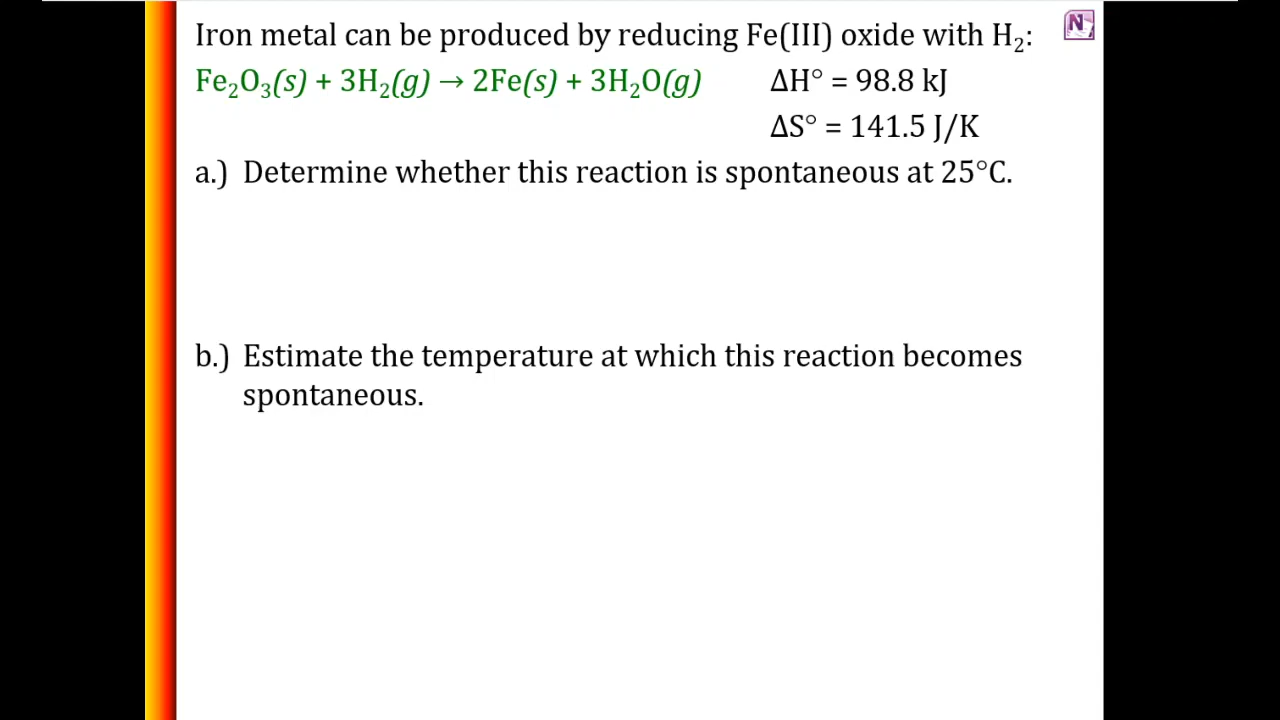 Iron metal can be produced by reducing Fe(III) oxide with H₂:
Fe₂O₃(s) + 3H₂(g) → 2Fe(s) + 3H₂O(g) ΔH° = 98.8 kJ
ΔS° = 141.5 J/K
a.) Determine whether this reaction is spontaneous at 25°C.
b.) Estimate the temperature at which this reaction becomes
spontaneous.
N